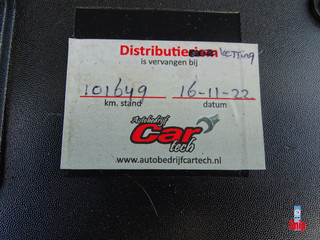 Distributieriem ketting
is vervangen bij
101649 16-11-22
km. stand datum
Autobedrijf
Car
tech
www.autobedrijfcartech.nl